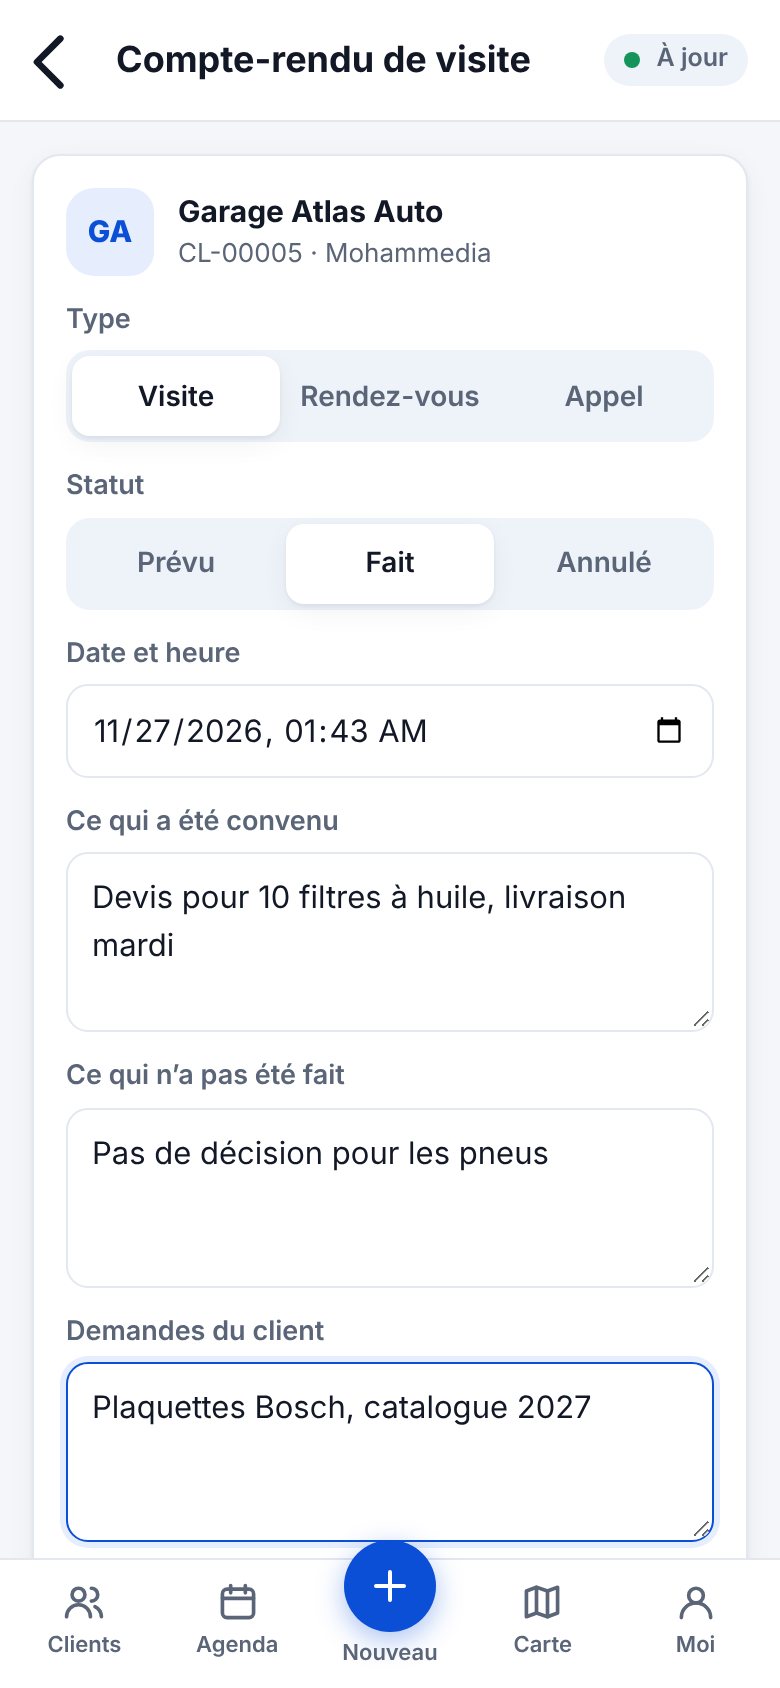 Compte-rendu de visite
À jour
GA
Garage Atlas Auto
CL-00005 · Mohammedia
Type
Visite
Rendez-vous
Appel
Statut
Prévu
Fait
Annulé
Date et heure
11/27/2026, 01:43 AM
Ce qui a été convenu
Devis pour 10 filtres à huile, livraison
mardi
Ce qui n’a pas été fait
Pas de décision pour les pneus
Demandes du client
Plaquettes Bosch, catalogue 2027
Clients
Agenda
Nouveau
Carte
Moi